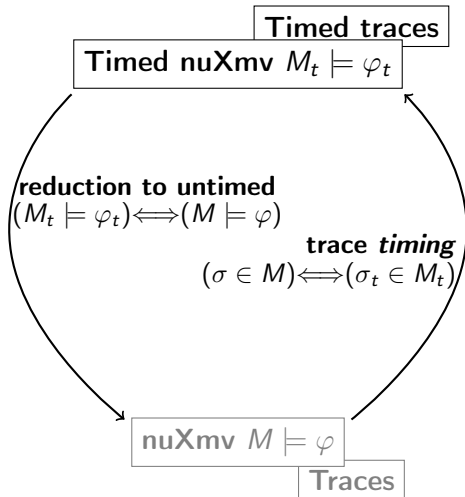 Timed traces
Timed nuXmv M_t ⊨ φ_t
reduction to untimed
(M_t ⊨ φ_t)⟺(M ⊨ φ)
trace timing
(σ ∈ M)⟺(σ_t ∈ M_t)
nuXmv M ⊨ φ
Traces